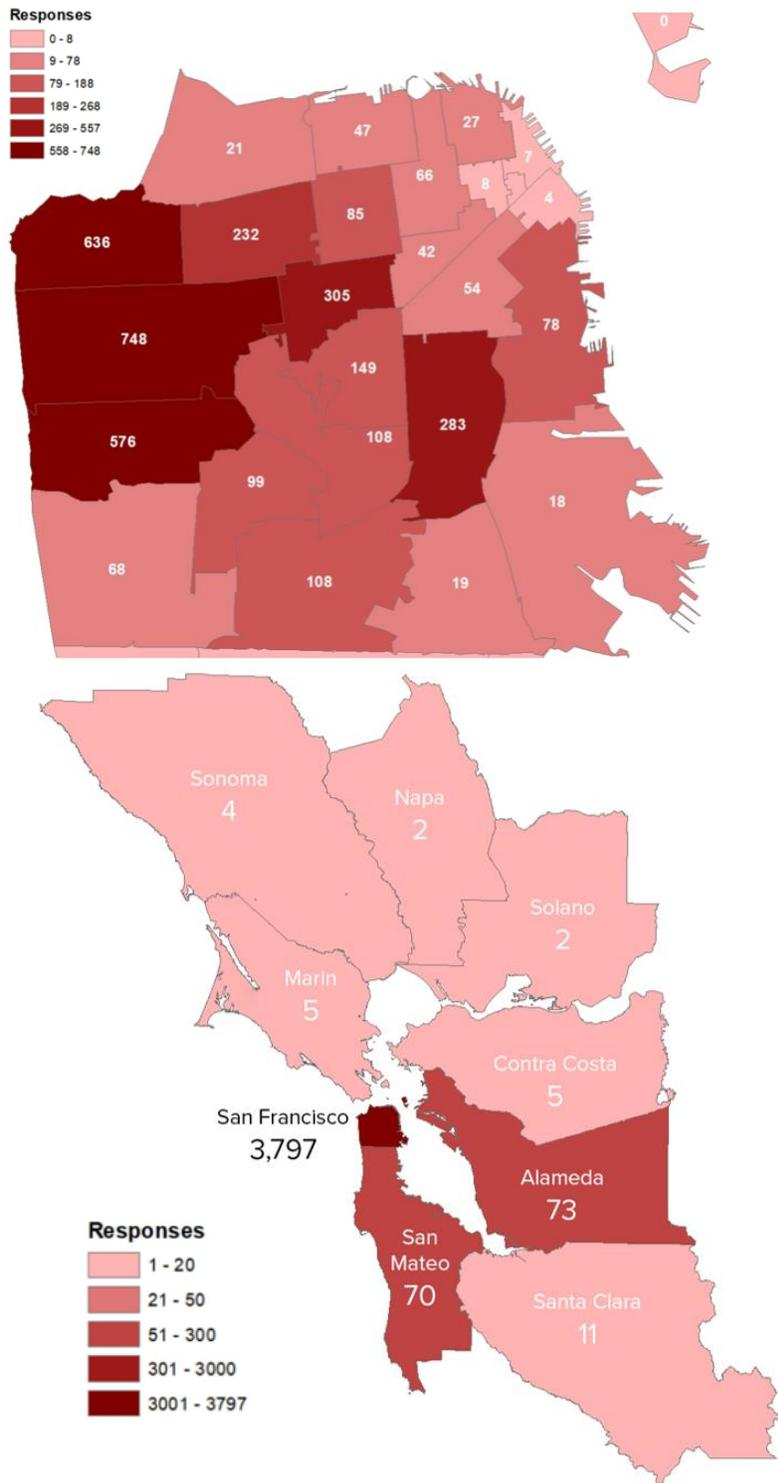 Responses
0 - 8
9 - 78
79 - 188
189 - 268
269 - 557
558 - 748
0
21
47
27
7
66
8
4
636
232
85
42
305
54
748
78
149
576
108
283
99
18
68
108
19
Sonoma
4
Napa
2
Solano
2
Marin
5
Contra Costa
5
San Francisco
3,797
Alameda
73
San
Mateo
70
Santa Clara
11
Responses
1 - 20
21 - 50
51 - 300
301 - 3000
3001 - 3797